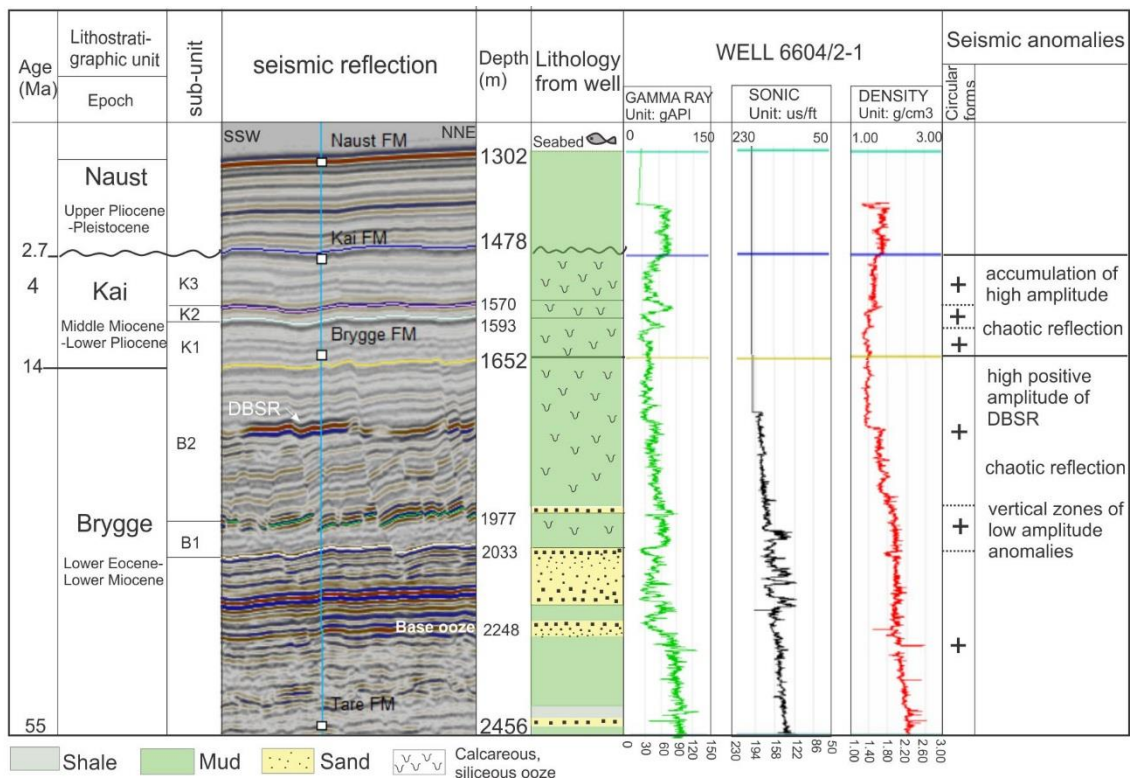 Age
(Ma)
Lithostrati-
graphic unit
Epoch
sub-unit
seismic reflection
Depth
(m)
Lithology
from well
WELL 6604/2-1
GAMMA RAY
Unit: gAPI
0 150
SONIC
Unit: us/ft
230 50
DENSITY
Unit: g/cm3
1.00 3.00
Seismic anomalies
Circular
forms
SSW NNE
Naust FM
Seabed
1302
Naust
Upper Pliocene
-Pleistocene
Kai FM
1478
2.7
4
Kai
Middle Miocene
-Lower Pliocene
K3
K2
K1
1570
1593
Brygge FM
1652
14
+ accumulation of
high amplitude
+
chaotic reflection
+
DBSR
B2
high positive
amplitude of
DBSR
+
chaotic reflection
Brygge
Lower Eocene-
Lower Miocene
B1
1977
2033
vertical zones of
+ low amplitude
anomalies
Base ooze
2248
+
Tare FM
55
2456
0 30 60 90 120 150
230 194 158 122 86 50
1.00 1.40 1.80 2.20 2.60 3.00
Shale
Mud
Sand
Calcareous,
siliceous ooze